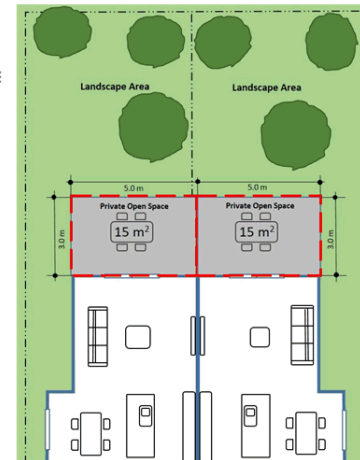 Landscape Area
Landscape Area
5.0 m
5.0 m
Private Open Space
Private Open Space
3.0 m
15 m²
15 m²
3.0 m